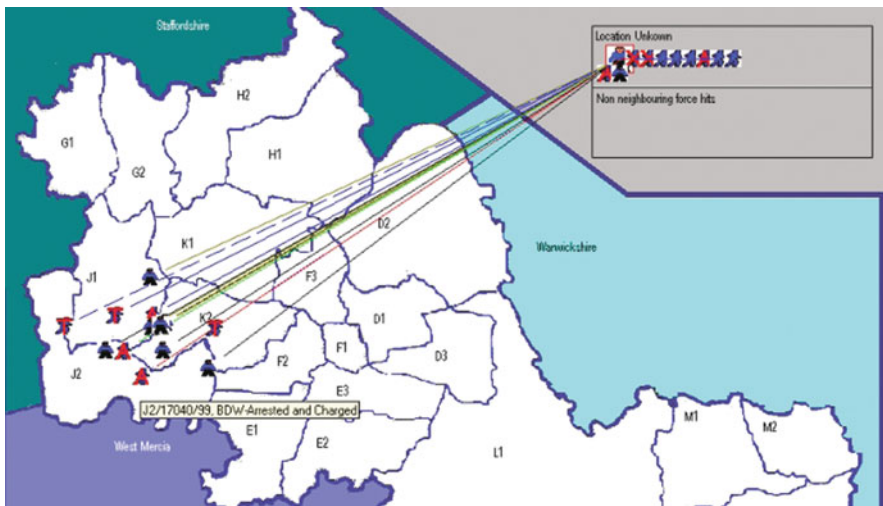 Staffordshire
Location Unkown
H2
Non neighbouring force hits
G1
H1
G2
D2
K1
Warwickshire
J1
F3
K2
D1
F1
D3
F2
J2
E3
J2/17040/99, BDW-Arrested and Charged
M1
M2
E1
E2
West Mercia
L1